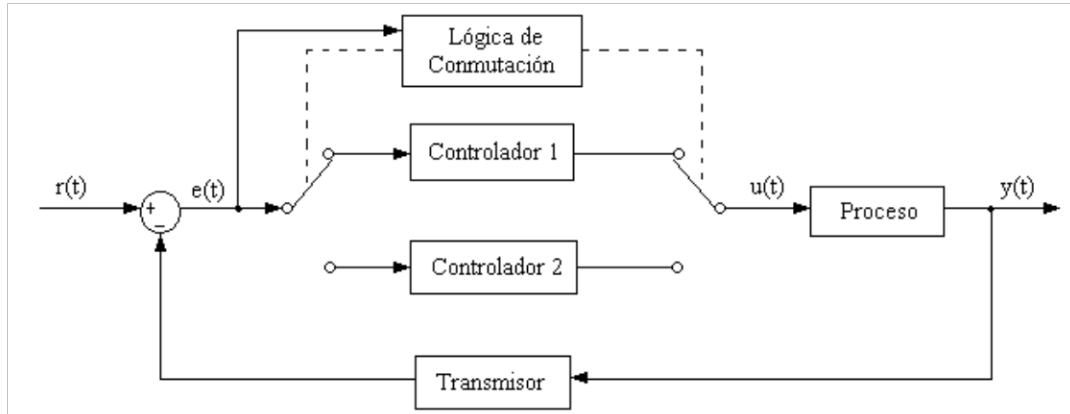 Lógica de
Conmutación
Controlador 1
r(t)
+
−
e(t)
u(t)
Proceso
y(t)
Controlador 2
Transmisor